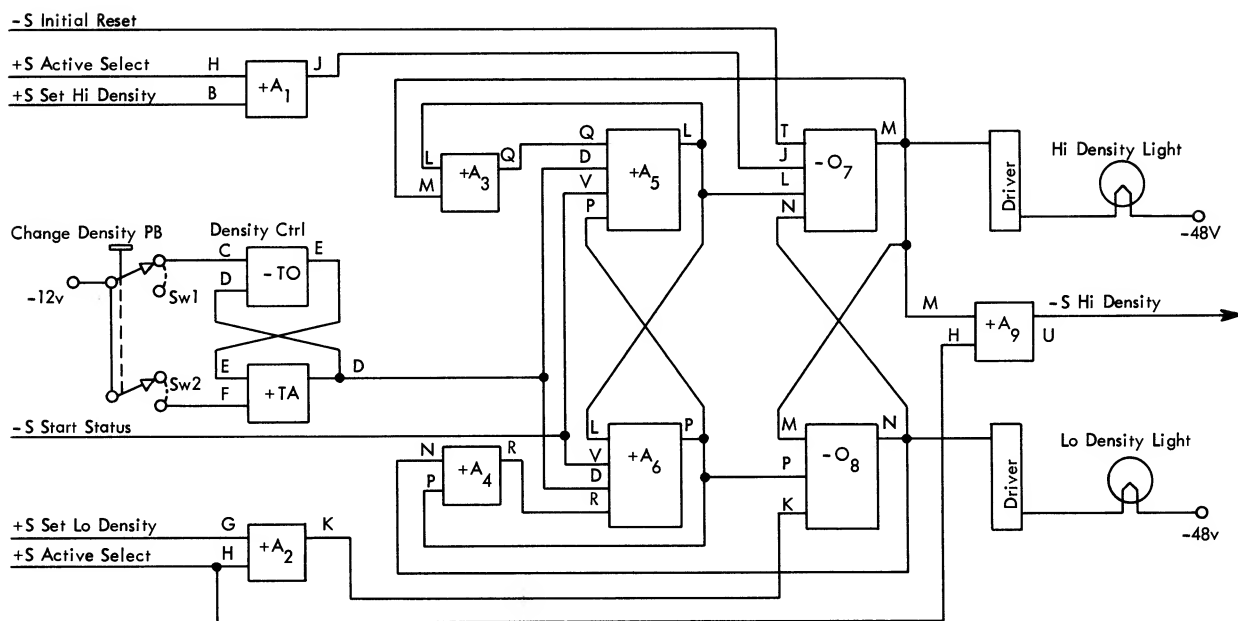 -S Initial Reset
+S Active Select H J
+A1
+S Set Hi Density B
T M
Q L
D
J
-O7
Hi Density Light
Driver
L Q
+A3
M
V
+A5
L
P
N
-48V
Change Density PB
Density Ctrl
C E
-TO
D
-12v
Sw1
M
-S Hi Density
+A9
H U
E D
Sw2
+TA
F
-S Start Status
L P
M N
Lo Density Light
N R
+A4
P
V
+A6
D
R
P
-O8
K
Driver
-48v
+S Set Lo Density G K
+A2
+S Active Select H